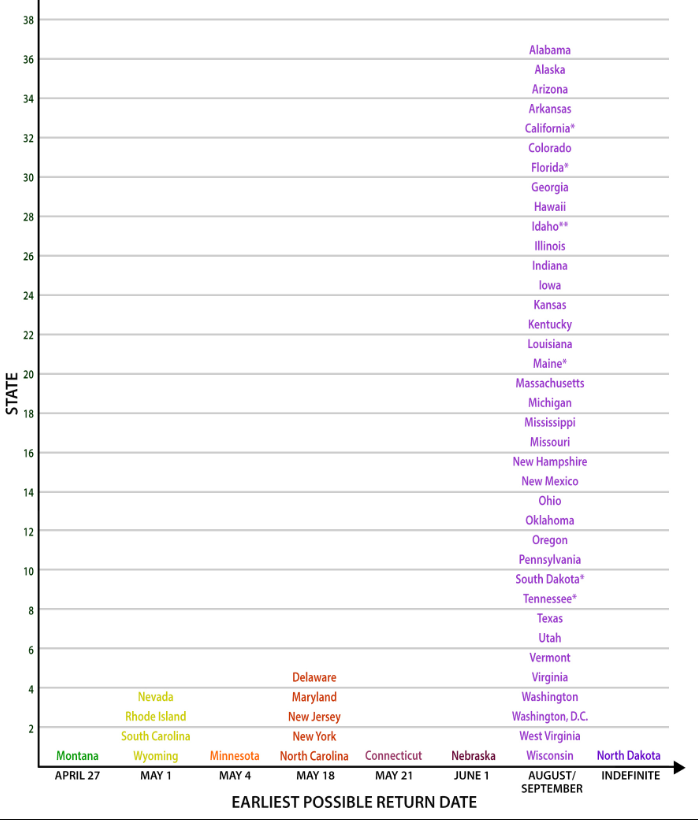 38
Alabama
36
Alaska
Arizona
34
Arkansas
California*
32
Colorado
Florida*
30
Georgia
28
Hawaii
Idaho**
Illinois
26
Indiana
Iowa
24
Kansas
Kentucky
22
Louisiana
Maine*
20
Massachusetts
Michigan
18
Mississippi
Missouri
16
New Hampshire
New Mexico
14
Ohio
Oklahoma
12
Oregon
Pennsylvania
10
South Dakota*
Tennessee*
8
Texas
Utah
6
Vermont
Delaware Virginia
4
Nevada Maryland Washington
Rhode Island New Jersey Washington, D.C.
2
South Carolina New York West Virginia
Montana Wyoming Minnesota North Carolina Connecticut Nebraska Wisconsin North Dakota
APRIL 27 MAY 1 MAY 4 MAY 18 MAY 21 JUNE 1 AUGUST/ INDEFINITE
SEPTEMBER
STATE
EARLIEST POSSIBLE RETURN DATE